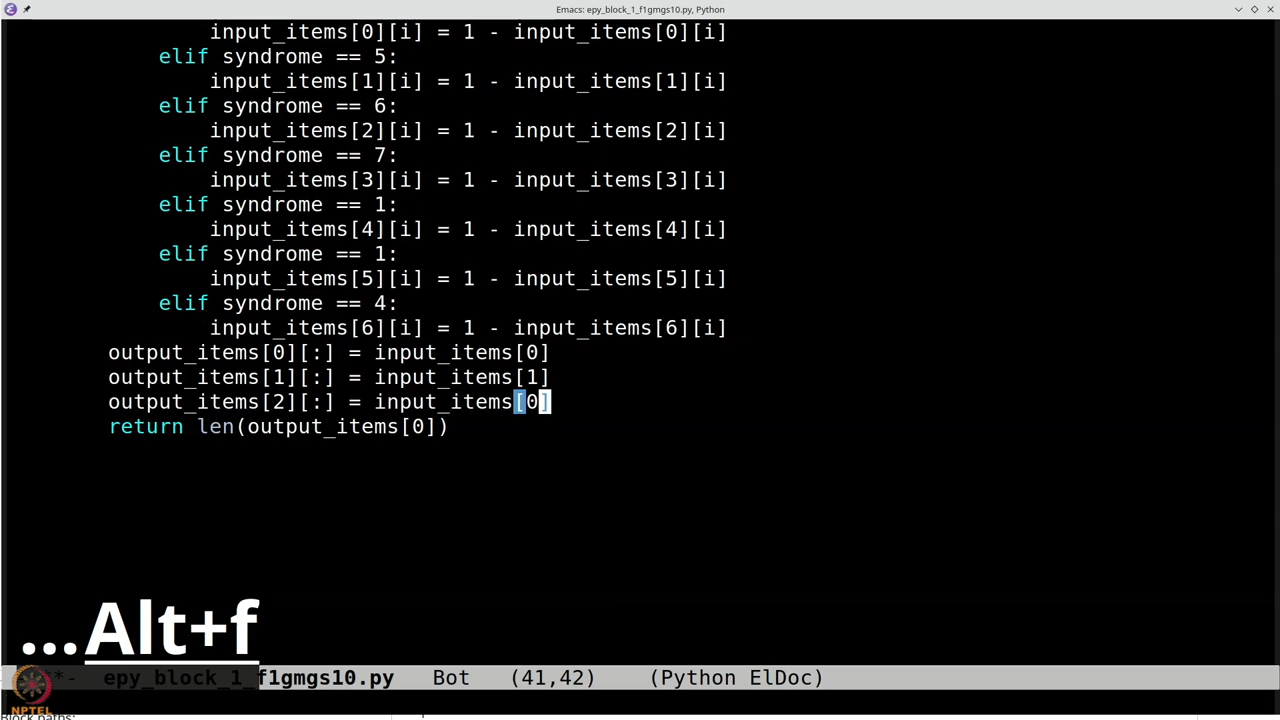 Emacs: epy_block_1_f1gmgs10.py, Python
input_items[0][i] = 1 - input_items[0][i]
elif syndrome == 5:
input_items[1][i] = 1 - input_items[1][i]
elif syndrome == 6:
input_items[2][i] = 1 - input_items[2][i]
elif syndrome == 7:
input_items[3][i] = 1 - input_items[3][i]
elif syndrome == 1:
input_items[4][i] = 1 - input_items[4][i]
elif syndrome == 1:
input_items[5][i] = 1 - input_items[5][i]
elif syndrome == 4:
input_items[6][i] = 1 - input_items[6][i]
output_items[0][:] = input_items[0]
output_items[1][:] = input_items[1]
output_items[2][:] = input_items[0]
return len(output_items[0])
...Alt+f
*- epy_block_1_f1gmgs10.py Bot (41,42) (Python ElDoc)
NPTEL
Block paths: